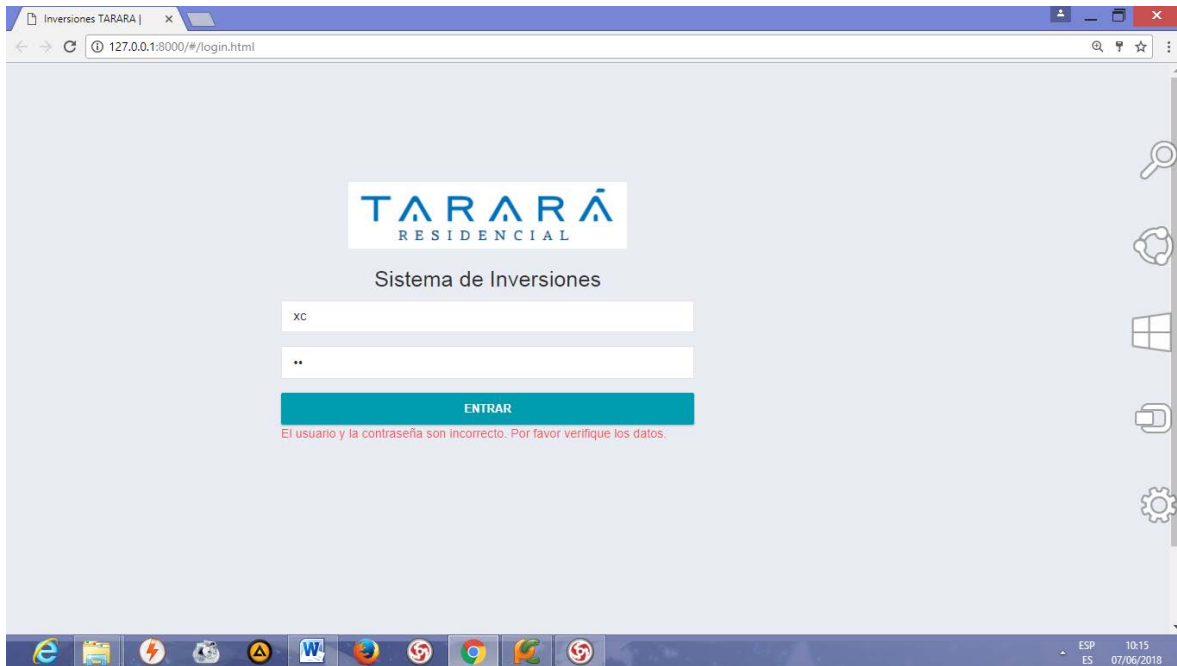 Inversiones TARARA |
127.0.0.1:8000/#/login.html
TARARÁ
RESIDENCIAL
Sistema de Inversiones
xc
••
ENTRAR
El usuario y la contraseña son incorrecto. Por favor verifique los datos.
ESP 10:15
ES 07/06/2018